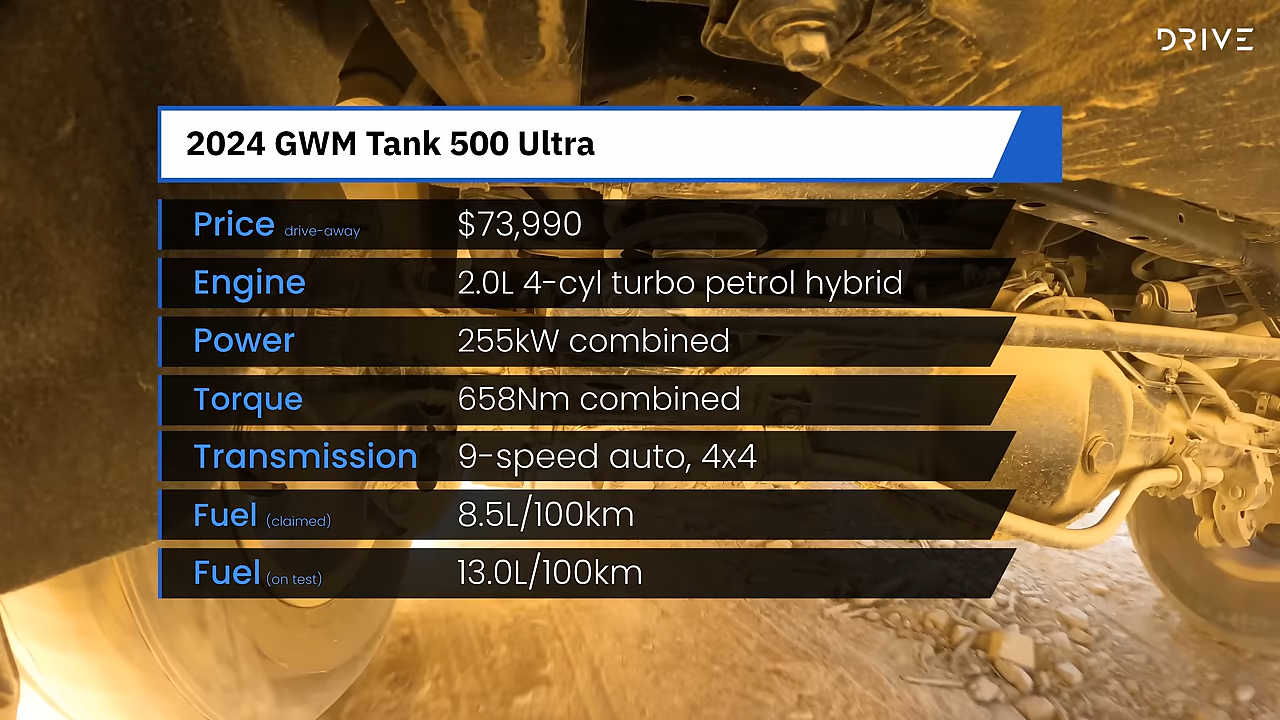 DRIVE
2024 GWM Tank 500 Ultra
Price drive-away $73,990
Engine 2.0L 4-cyl turbo petrol hybrid
Power 255kW combined
Torque 658Nm combined
Transmission 9-speed auto, 4x4
Fuel (claimed) 8.5L/100km
Fuel (on test) 13.0L/100km